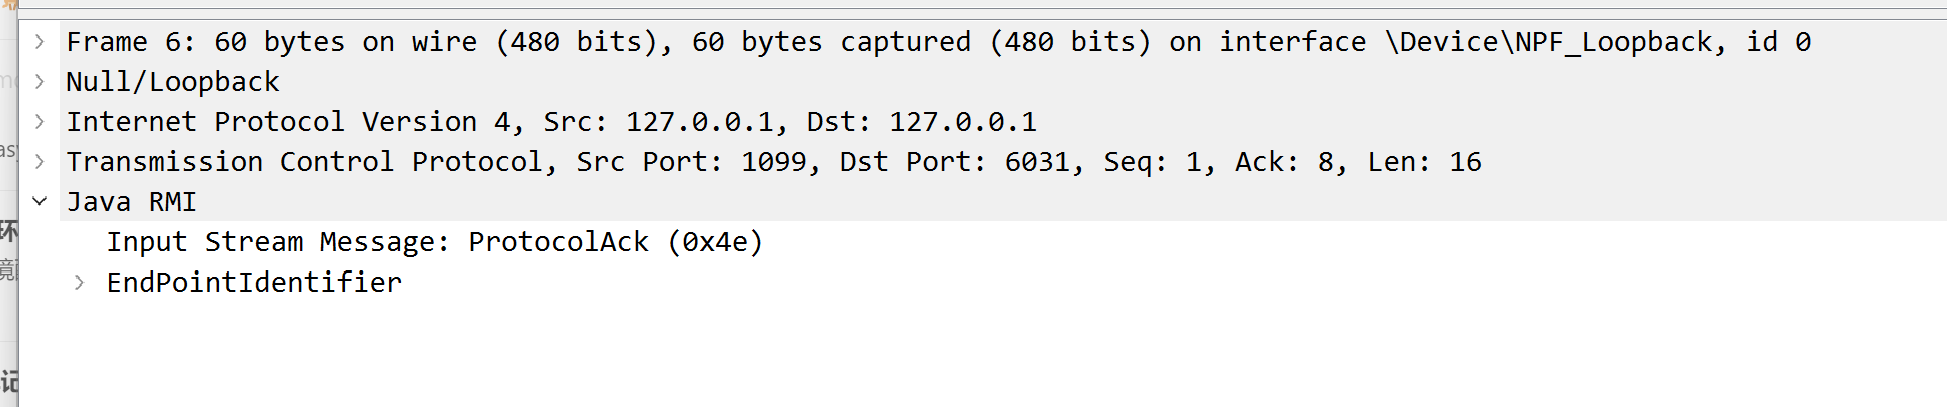 Frame 6: 60 bytes on wire (480 bits), 60 bytes captured (480 bits) on interface \Device\NPF_Loopback, id 0
Null/Loopback
Internet Protocol Version 4, Src: 127.0.0.1, Dst: 127.0.0.1
Transmission Control Protocol, Src Port: 1099, Dst Port: 6031, Seq: 1, Ack: 8, Len: 16
Java RMI
Input Stream Message: ProtocolAck (0x4e)
EndPointIdentifier
环
记